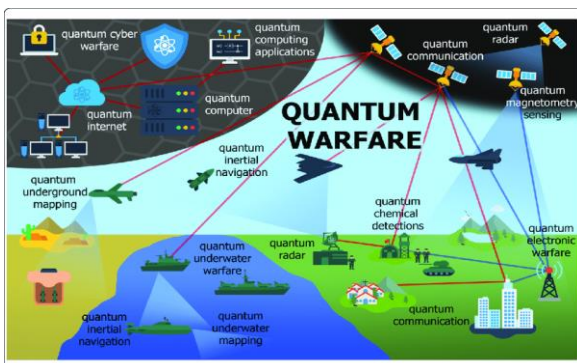 quantum cyber
warfare
quantum
computing
applications
quantum
communication
quantum
radar
quantum
internet
quantum
computer
quantum
magnetometry
sensing
QUANTUM
WARFARE
quantum
inertial
navigation
quantum
underground
mapping
quantum
chemical
detections
quantum
electronic
warfare
quantum
radar
quantum
underwater
warfare
quantum
communication
quantum
inertial
navigation
quantum
underwater
mapping